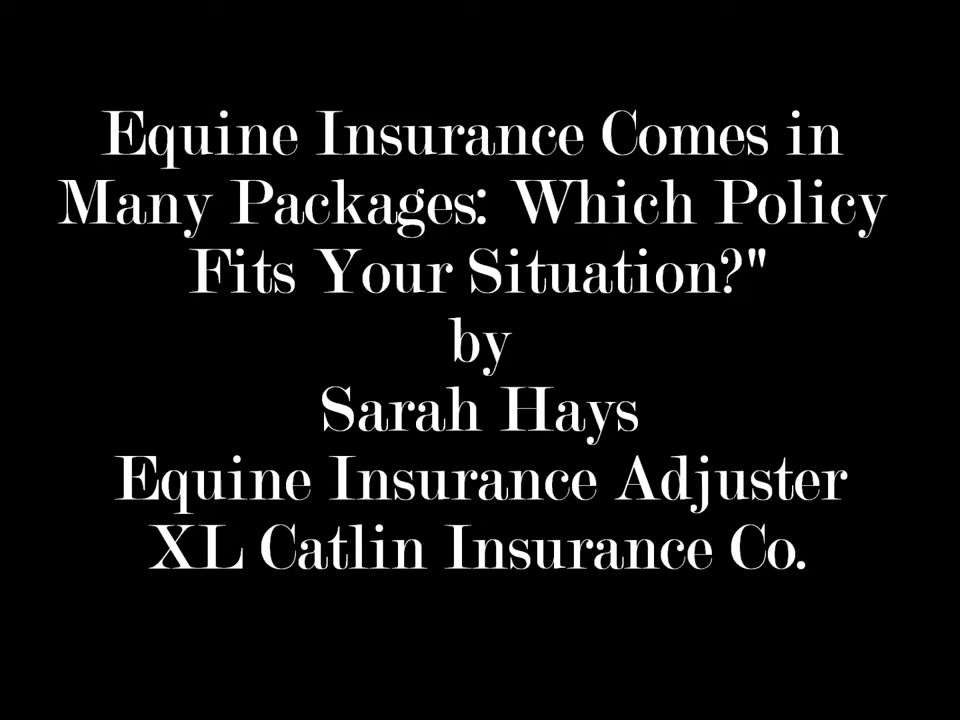 Equine Insurance Comes in
Many Packages: Which Policy
Fits Your Situation?"
by
Sarah Hays
Equine Insurance Adjuster
XL Catlin Insurance Co.